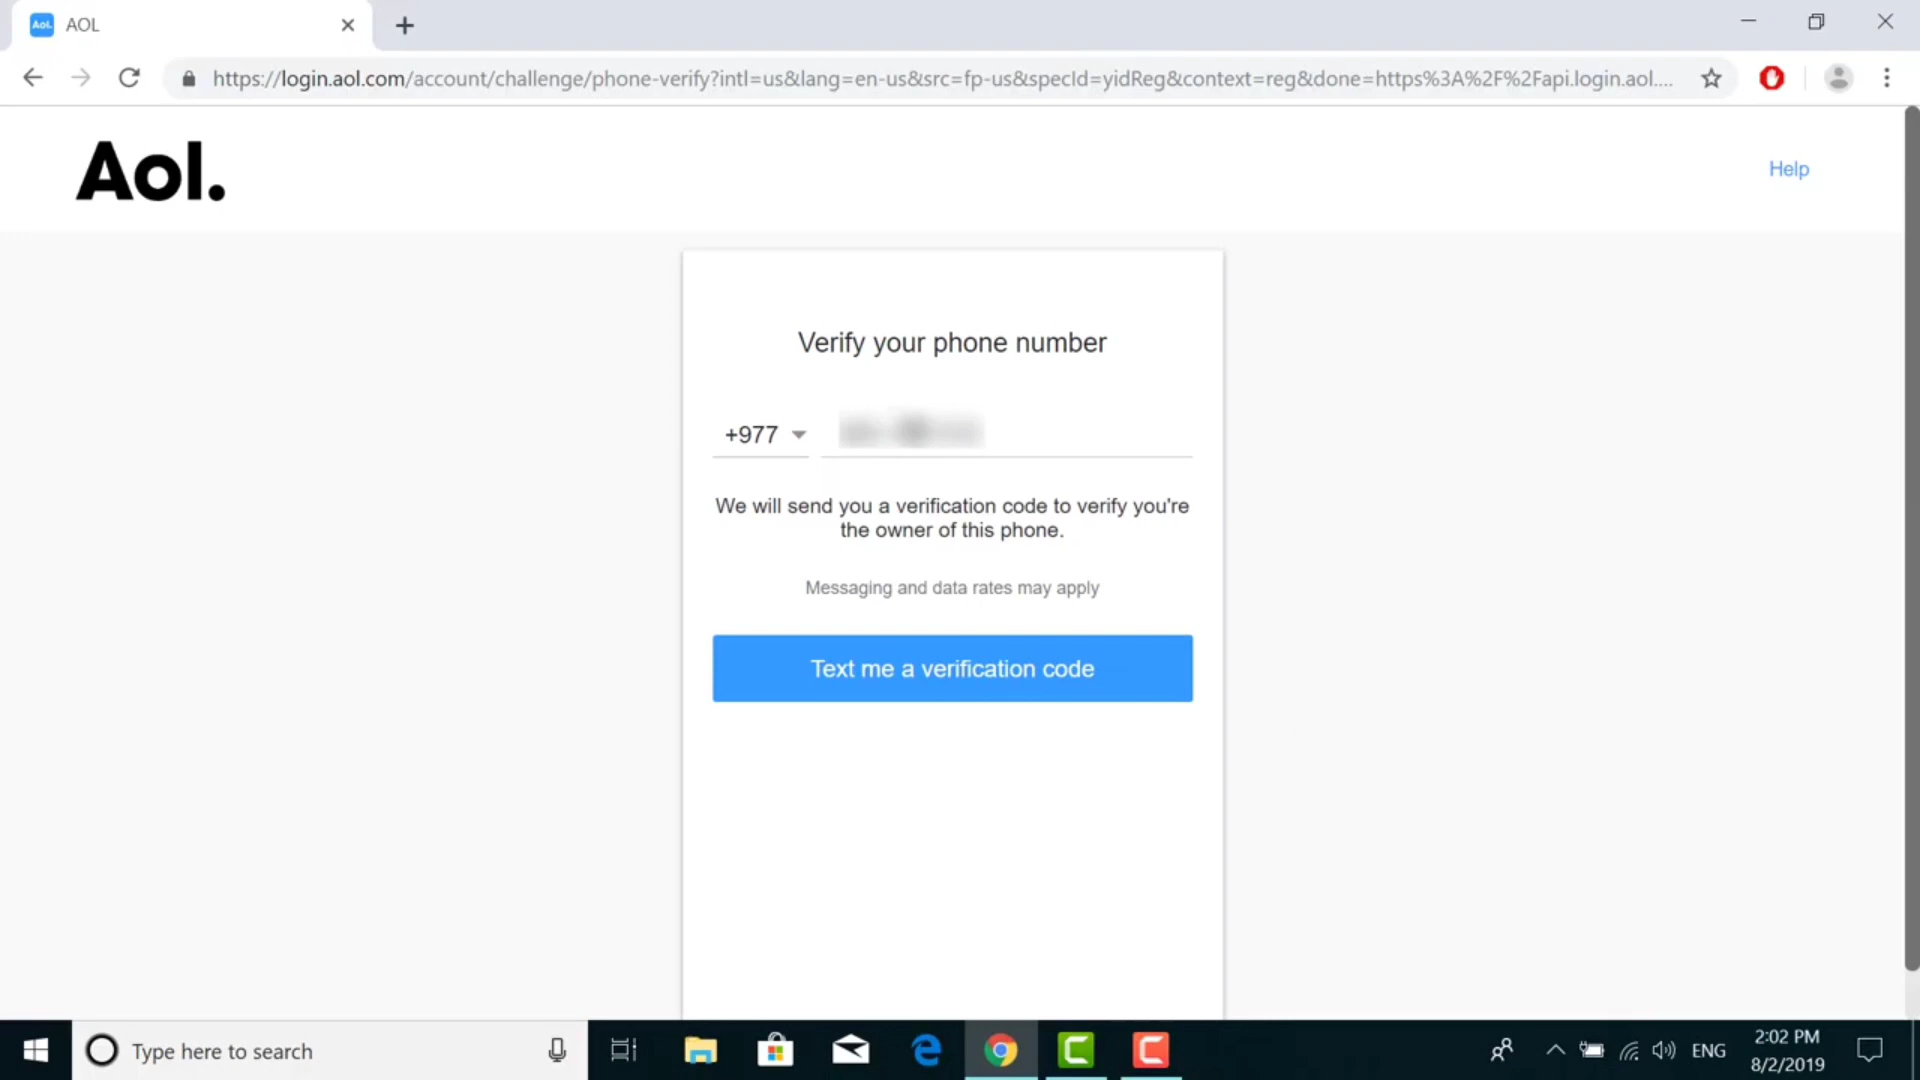 Aol. AOL
https://login.aol.com/account/challenge/phone-verify?intl=us&lang=en-us&src=fp-us&specId=yidReg&context=reg&done=https%3A%2F%2Fapi.login.aol....
Aol.
Help
Verify your phone number
+977
We will send you a verification code to verify you're
the owner of this phone.
Messaging and data rates may apply
Text me a verification code
Type here to search
ENG
2:02 PM
8/2/2019